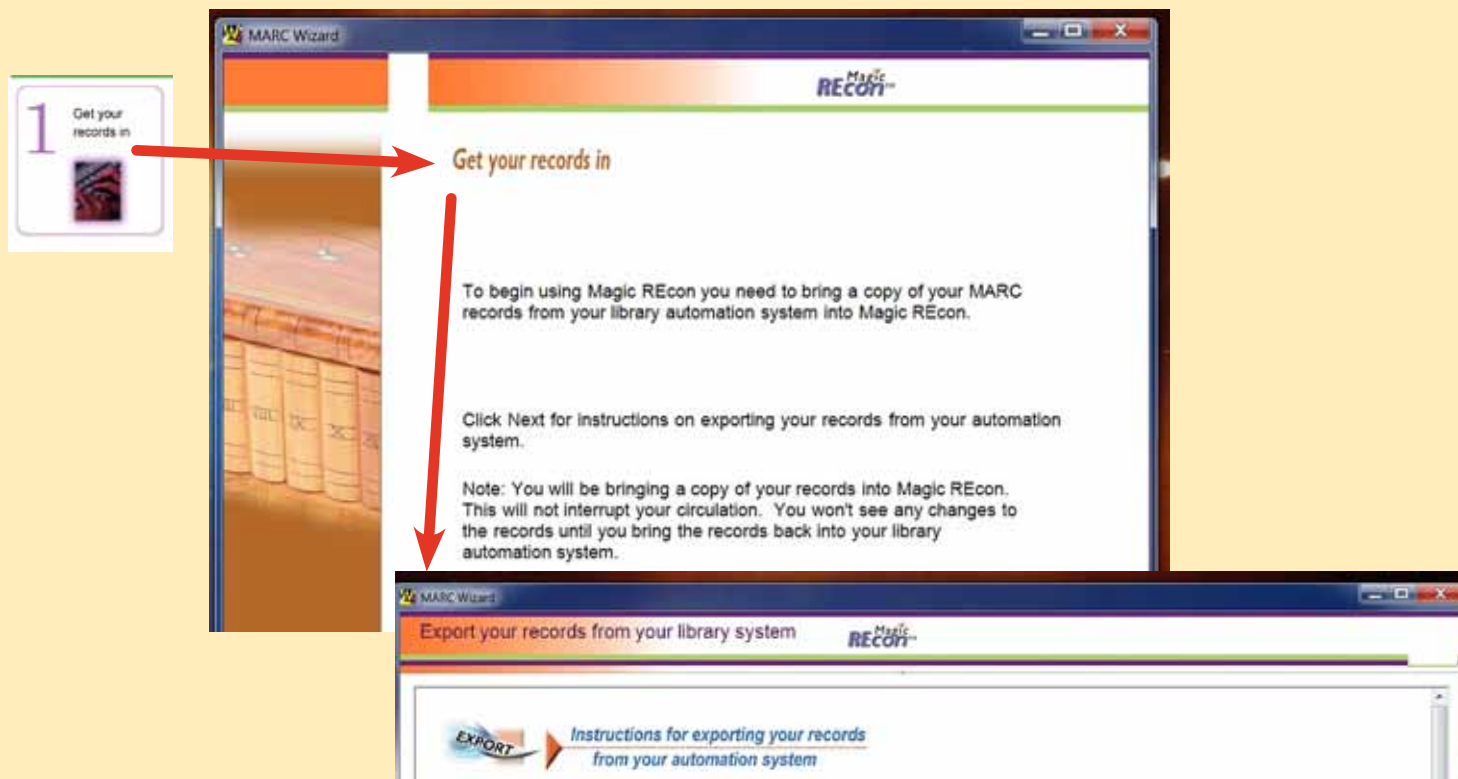 1
Get your
records in
MARC Wizard
Magic
REcon™
Get your records in
To begin using Magic REcon you need to bring a copy of your MARC
records from your library automation system into Magic REcon.
Click Next for instructions on exporting your records from your automation
system.
Note: You will be bringing a copy of your records into Magic REcon.
This will not interrupt your circulation. You won't see any changes to
the records until you bring the records back into your library
automation system.
MARC Wizard
Export your records from your library system
Magic
REcon™
EXPORT
Instructions for exporting your records
from your automation system